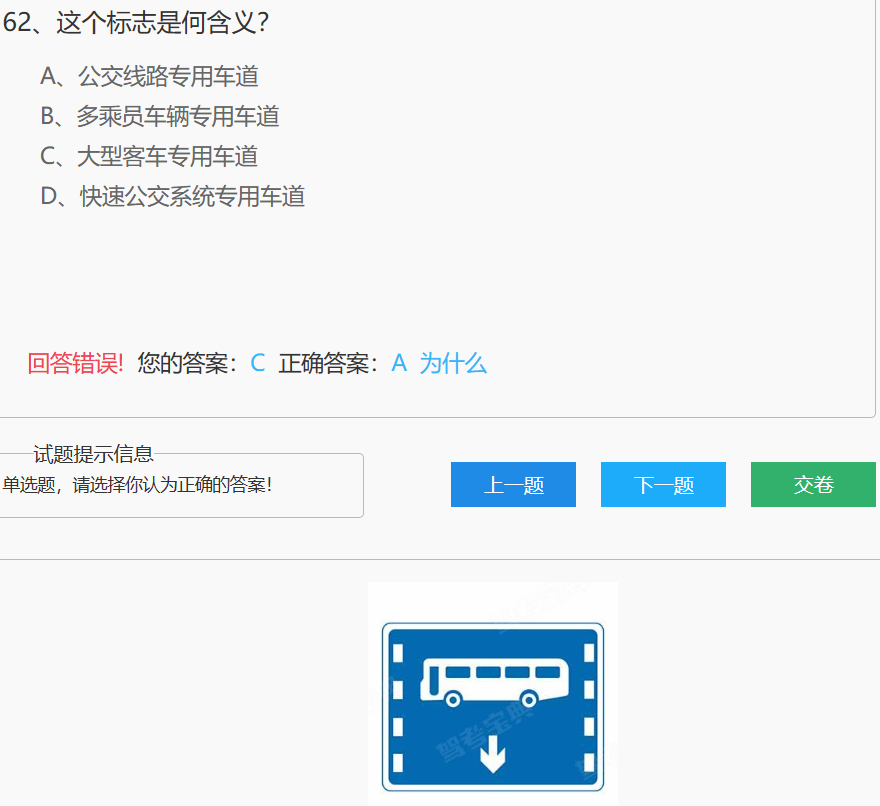 62、这个标志是何含义？
A、公交线路专用车道
B、多乘员车辆专用车道
C、大型客车专用车道
D、快速公交系统专用车道
回答错误! 您的答案：C 正确答案：A 为什么
试题提示信息
单选题，请选择你认为正确的答案！
上一题 下一题 交卷
驾考宝典